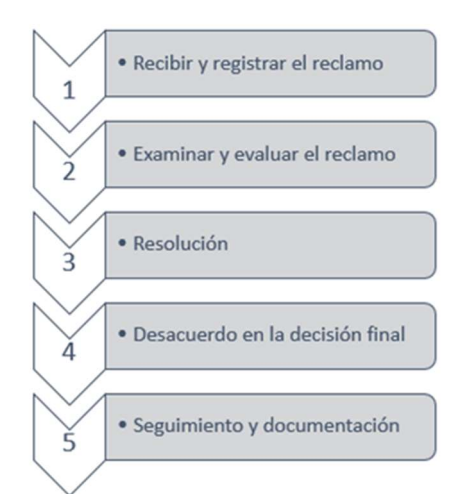 1
• Recibir y registrar el reclamo
2
• Examinar y evaluar el reclamo
3
• Resolución
4
• Desacuerdo en la decisión final
5
• Seguimiento y documentación